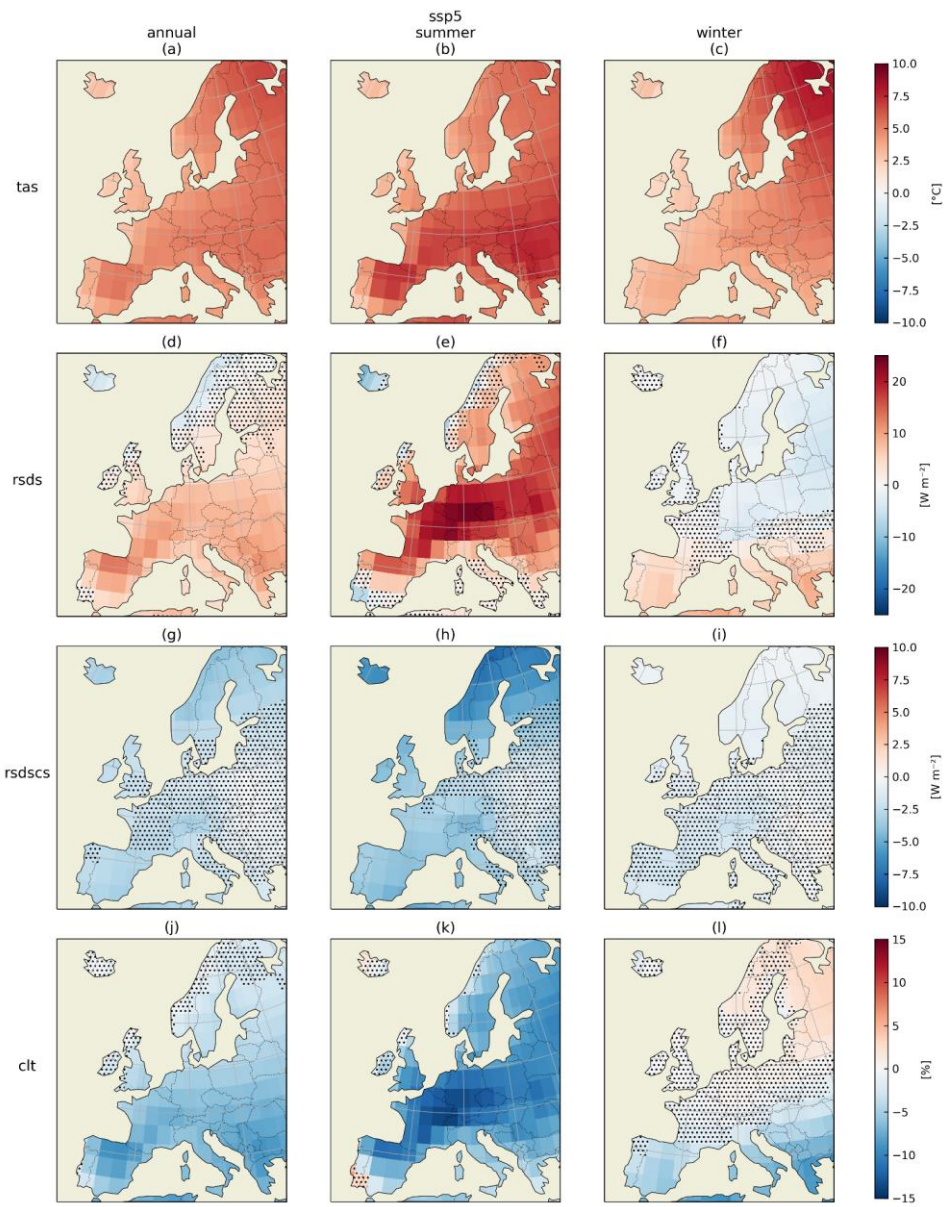 ssp5
annual summer winter
(a) (b) (c)
tas
10.0
7.5
5.0
2.5
0.0
−2.5
−5.0
−7.5
−10.0
[°C]
(d) (e) (f)
rsds
20
10
0
−10
−20
[W m⁻²]
(g) (h) (i)
rsdscs
10.0
7.5
5.0
2.5
0.0
−2.5
−5.0
−7.5
−10.0
[W m⁻²]
(j) (k) (l)
clt
15
10
5
0
−5
−10
−15
[%]